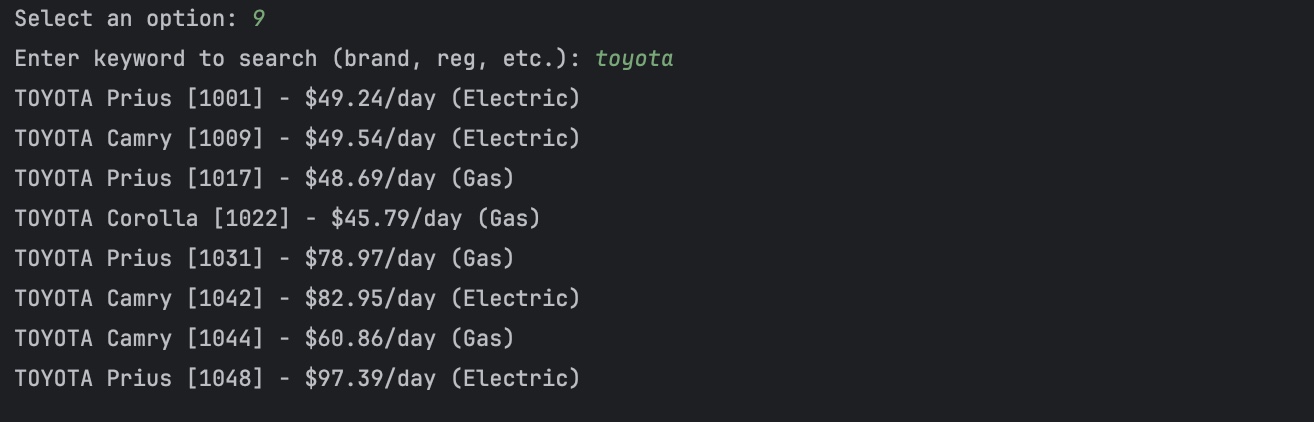 Select an option: 9
Enter keyword to search (brand, reg, etc.): toyota
TOYOTA Prius [1001] - $49.24/day (Electric)
TOYOTA Camry [1009] - $49.54/day (Electric)
TOYOTA Prius [1017] - $48.69/day (Gas)
TOYOTA Corolla [1022] - $45.79/day (Gas)
TOYOTA Prius [1031] - $78.97/day (Gas)
TOYOTA Camry [1042] - $82.95/day (Electric)
TOYOTA Camry [1044] - $60.86/day (Gas)
TOYOTA Prius [1048] - $97.39/day (Electric)